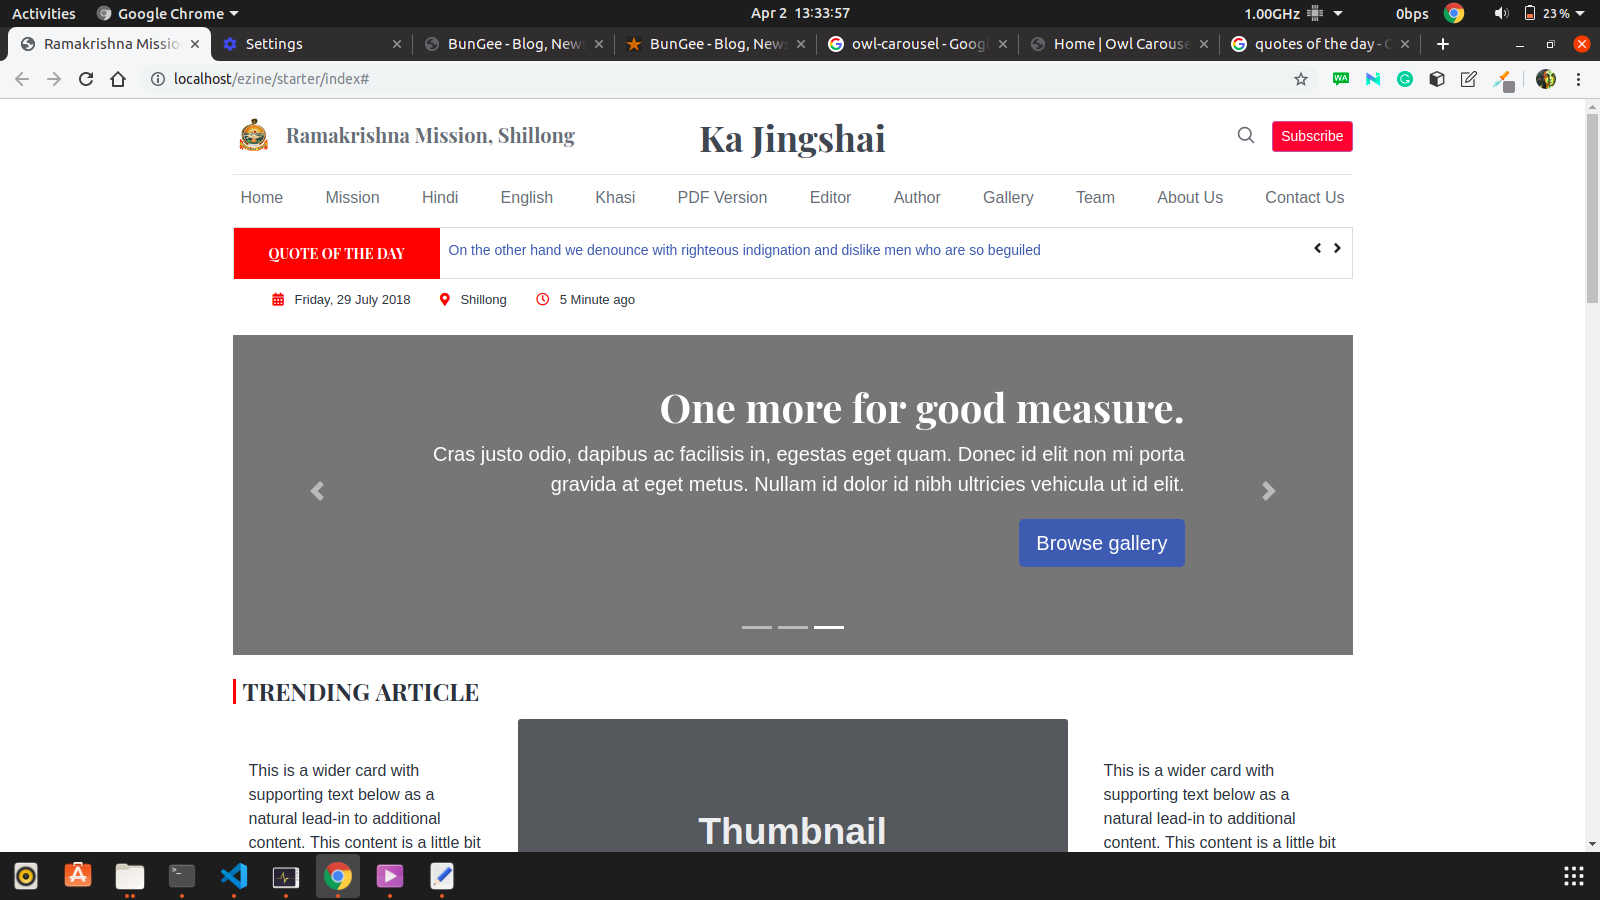 Activities Google Chrome Apr 2 13:33:57 1.00GHz 0bps 23 %
Ramakrishna Missio Settings BunGee - Blog, New BunGee - Blog, New owl-carousel - Goog Home | Owl Carouse quotes of the day -
localhost/ezine/starter/index# WA
Ramakrishna Mission, Shillong Ka Jingshai Subscribe
Home Mission Hindi English Khasi PDF Version Editor Author Gallery Team About Us Contact Us
QUOTE OF THE DAY On the other hand we denounce with righteous indignation and dislike men who are so beguiled
Friday, 29 July 2018 Shillong 5 Minute ago
One more for good measure.
Cras justo odio, dapibus ac facilisis in, egestas eget quam. Donec id elit non mi porta
gravida at eget metus. Nullam id dolor id nibh ultricies vehicula ut id elit.
Browse gallery
TRENDING ARTICLE
This is a wider card with
supporting text below as a
natural lead-in to additional
content. This content is a little bit
Thumbnail
This is a wider card with
supporting text below as a
natural lead-in to additional
content. This content is a little bit